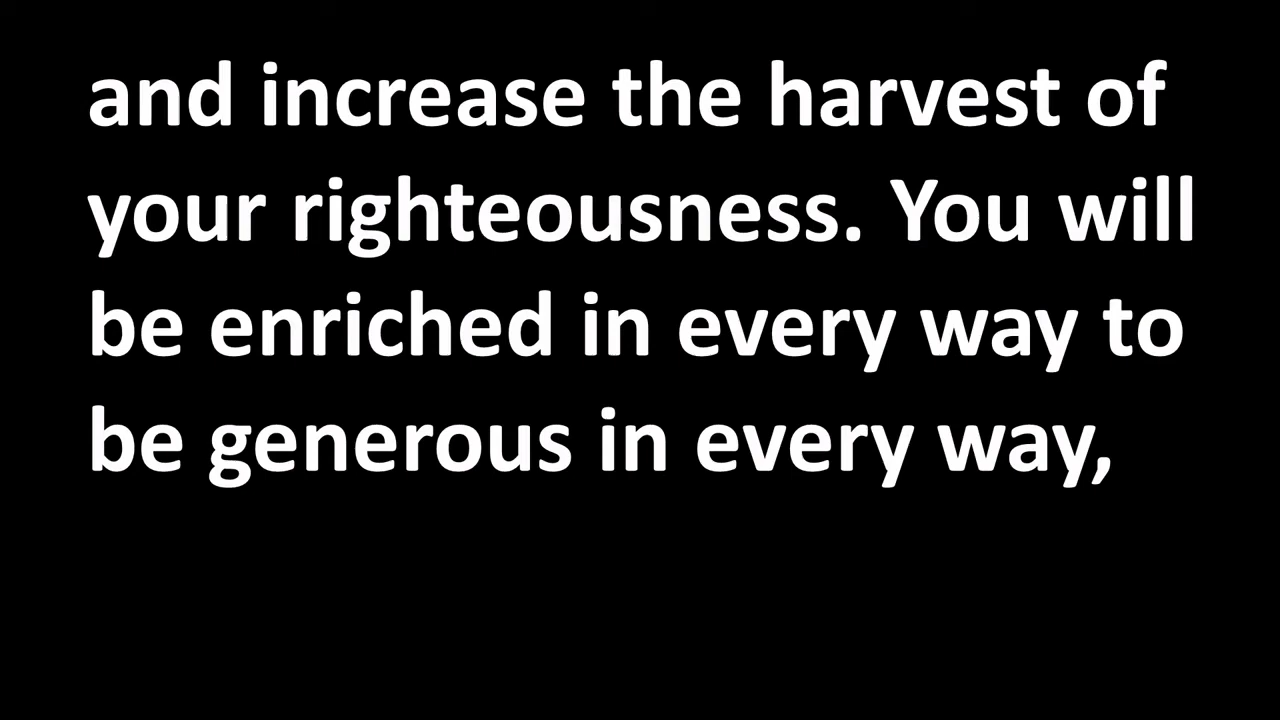 and increase the harvest of
your righteousness. You will
be enriched in every way to
be generous in every way,